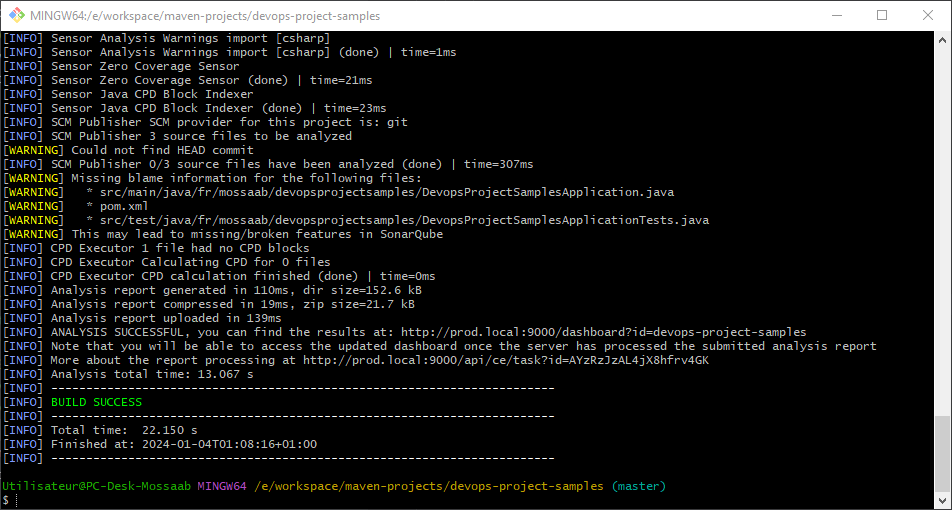 MINGW64:/e/workspace/maven-projects/devops-project-samples
[INFO] Sensor Analysis Warnings import [csharp]
[INFO] Sensor Analysis Warnings import [csharp] (done) | time=1ms
[INFO] Sensor Zero Coverage Sensor
[INFO] Sensor Zero Coverage Sensor (done) | time=21ms
[INFO] Sensor Java CPD Block Indexer
[INFO] Sensor Java CPD Block Indexer (done) | time=23ms
[INFO] SCM Publisher SCM provider for this project is: git
[INFO] SCM Publisher 3 source files to be analyzed
[WARNING] Could not find HEAD commit
[INFO] SCM Publisher 0/3 source files have been analyzed (done) | time=307ms
[WARNING] Missing blame information for the following files:
[WARNING]   * src/main/java/fr/mossaab/devopsprojectsamples/DevopsProjectSamplesApplication.java
[WARNING]   * pom.xml
[WARNING]   * src/test/java/fr/mossaab/devopsprojectsamples/DevopsProjectSamplesApplicationTests.java
[WARNING] This may lead to missing/broken features in SonarQube
[INFO] CPD Executor 1 file had no CPD blocks
[INFO] CPD Executor Calculating CPD for 0 files
[INFO] CPD Executor CPD calculation finished (done) | time=0ms
[INFO] Analysis report generated in 110ms, dir size=152.6 kB
[INFO] Analysis report compressed in 19ms, zip size=21.7 kB
[INFO] Analysis report uploaded in 139ms
[INFO] ANALYSIS SUCCESSFUL, you can find the results at: http://prod.local:9000/dashboard?id=devops-project-samples
[INFO] Note that you will be able to access the updated dashboard once the server has processed the submitted analysis report
[INFO] More about the report processing at http://prod.local:9000/api/ce/task?id=AYzRzJzAL4jX8hfrv4GK
[INFO] Analysis total time: 13.067 s
[INFO] ------------------------------------------------------------------------
[INFO] BUILD SUCCESS
[INFO] ------------------------------------------------------------------------
[INFO] Total time:  22.150 s
[INFO] Finished at: 2024-01-04T01:08:16+01:00
[INFO] ------------------------------------------------------------------------
Utilisateur@PC-Desk-Mossaab MINGW64 /e/workspace/maven-projects/devops-project-samples (master)
$